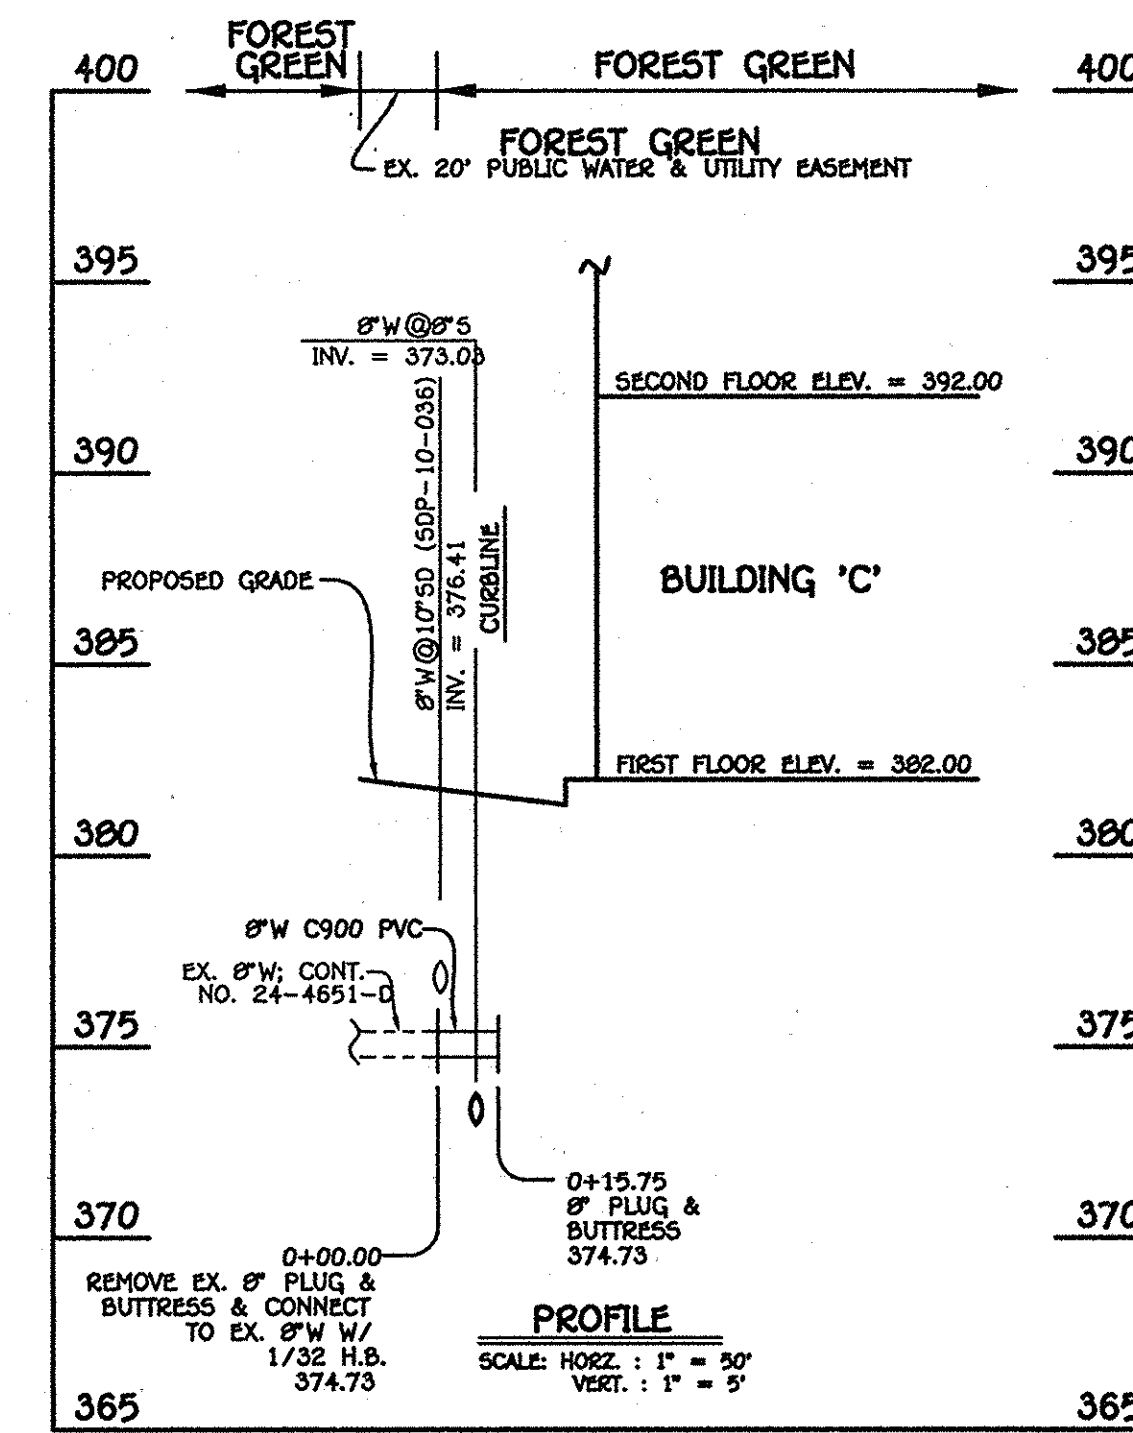 FOREST
GREEN
FOREST GREEN
400
400
FOREST GREEN
EX. 20' PUBLIC WATER & UTILITY EASEMENT
395
395
8"W@8"S
INV. = 373.03
SECOND FLOOR ELEV. = 392.00
390
390
8"W@10"SD (SDP-10-036)
INV. = 376.41
CURBLINE
PROPOSED GRADE
BUILDING 'C'
385
385
FIRST FLOOR ELEV. = 382.00
380
380
8"W C900 PVC
EX. 8"W; CONT.
NO. 24-4651-D
375
375
0+15.75
8" PLUG &
BUTTRESS
374.73
370
370
0+00.00
REMOVE EX. 8" PLUG &
BUTTRESS & CONNECT
TO EX. 8"W W/
1/32 H.B.
374.73
PROFILE
SCALE: HORZ. : 1" = 50'
VERT. : 1" = 5'
365
365